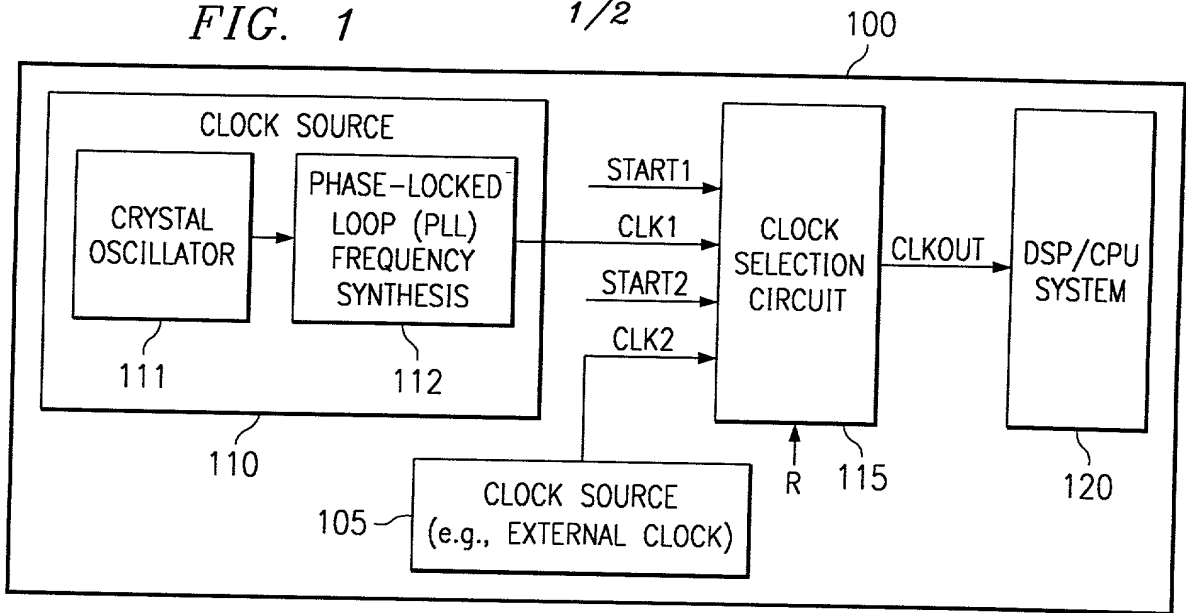 FIG. 1
1/2
100
CLOCK SOURCE
CRYSTAL
OSCILLATOR
PHASE-LOCKED
LOOP (PLL)
FREQUENCY
SYNTHESIS
111
112
110
START1
CLK1
START2
CLK2
CLOCK
SELECTION
CIRCUIT
R
115
CLKOUT
DSP/CPU
SYSTEM
120
105
CLOCK SOURCE
(e.g., EXTERNAL CLOCK)